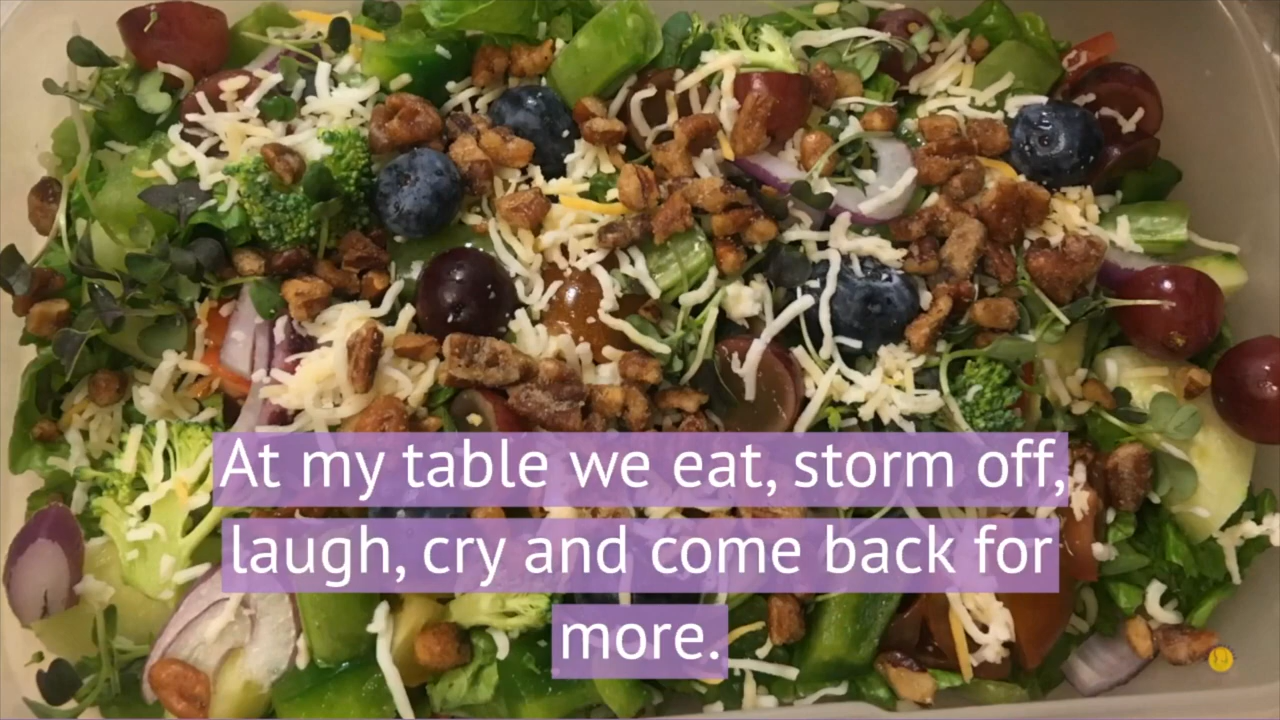 At my table we eat, storm off,
laugh, cry and come back for
more.